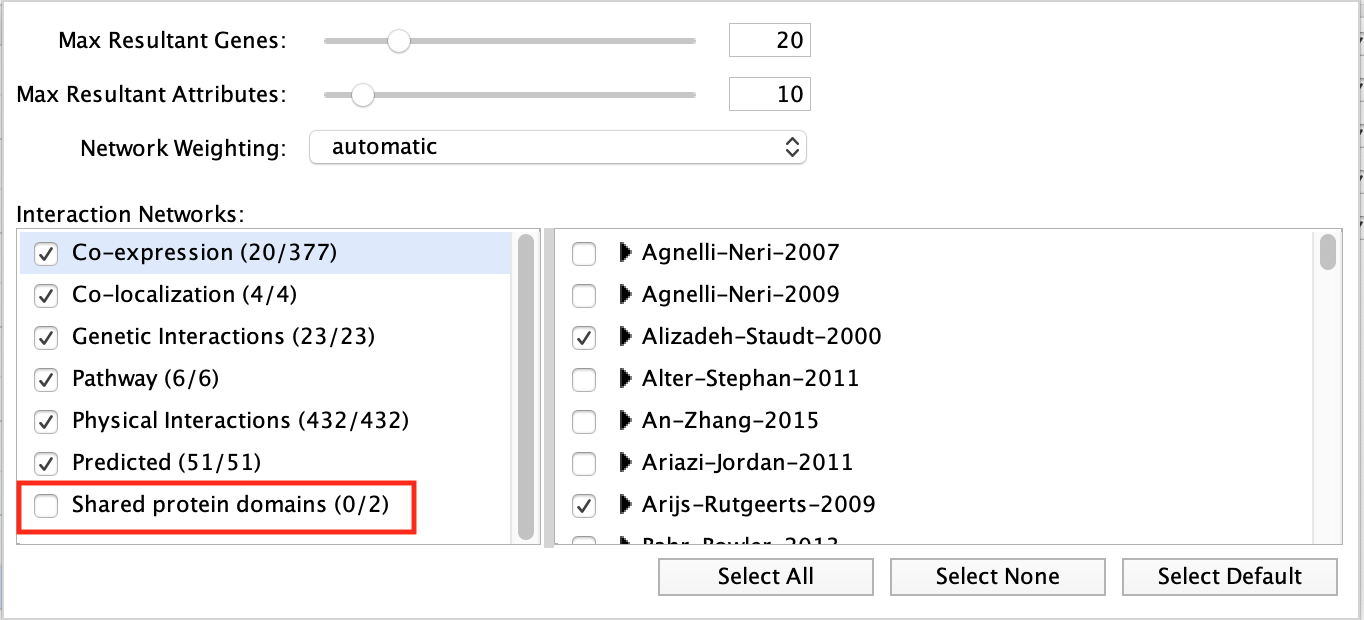 Max Resultant Genes: 20
Max Resultant Attributes: 10
Network Weighting: automatic
Interaction Networks:
Co-expression (20/377)
Co-localization (4/4)
Genetic Interactions (23/23)
Pathway (6/6)
Physical Interactions (432/432)
Predicted (51/51)
Shared protein domains (0/2)
Agnelli-Neri-2007
Agnelli-Neri-2009
Alizadeh-Staudt-2000
Alter-Stephan-2011
An-Zhang-2015
Ariazi-Jordan-2011
Arijs-Rutgeerts-2009
Select All
Select None
Select Default